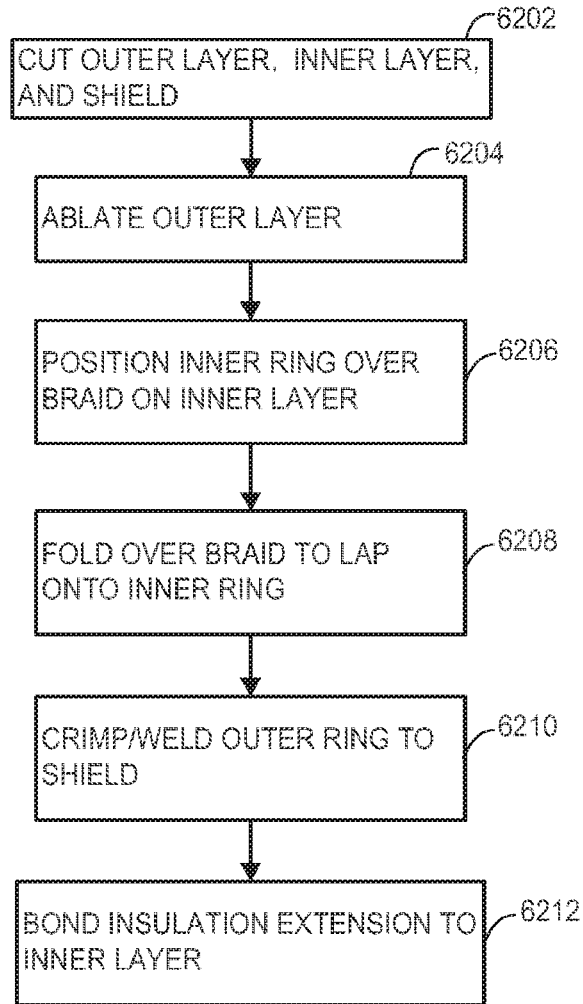 6202
CUT OUTER LAYER, INNER LAYER,
AND SHIELD
6204
ABLATE OUTER LAYER
POSITION INNER RING OVER
BRAID ON INNER LAYER
6206
FOLD OVER BRAID TO LAP
ONTO INNER RING
6208
CRIMP/WELD OUTER RING TO
SHIELD
6210
BOND INSULATION EXTENSION TO
INNER LAYER
6212